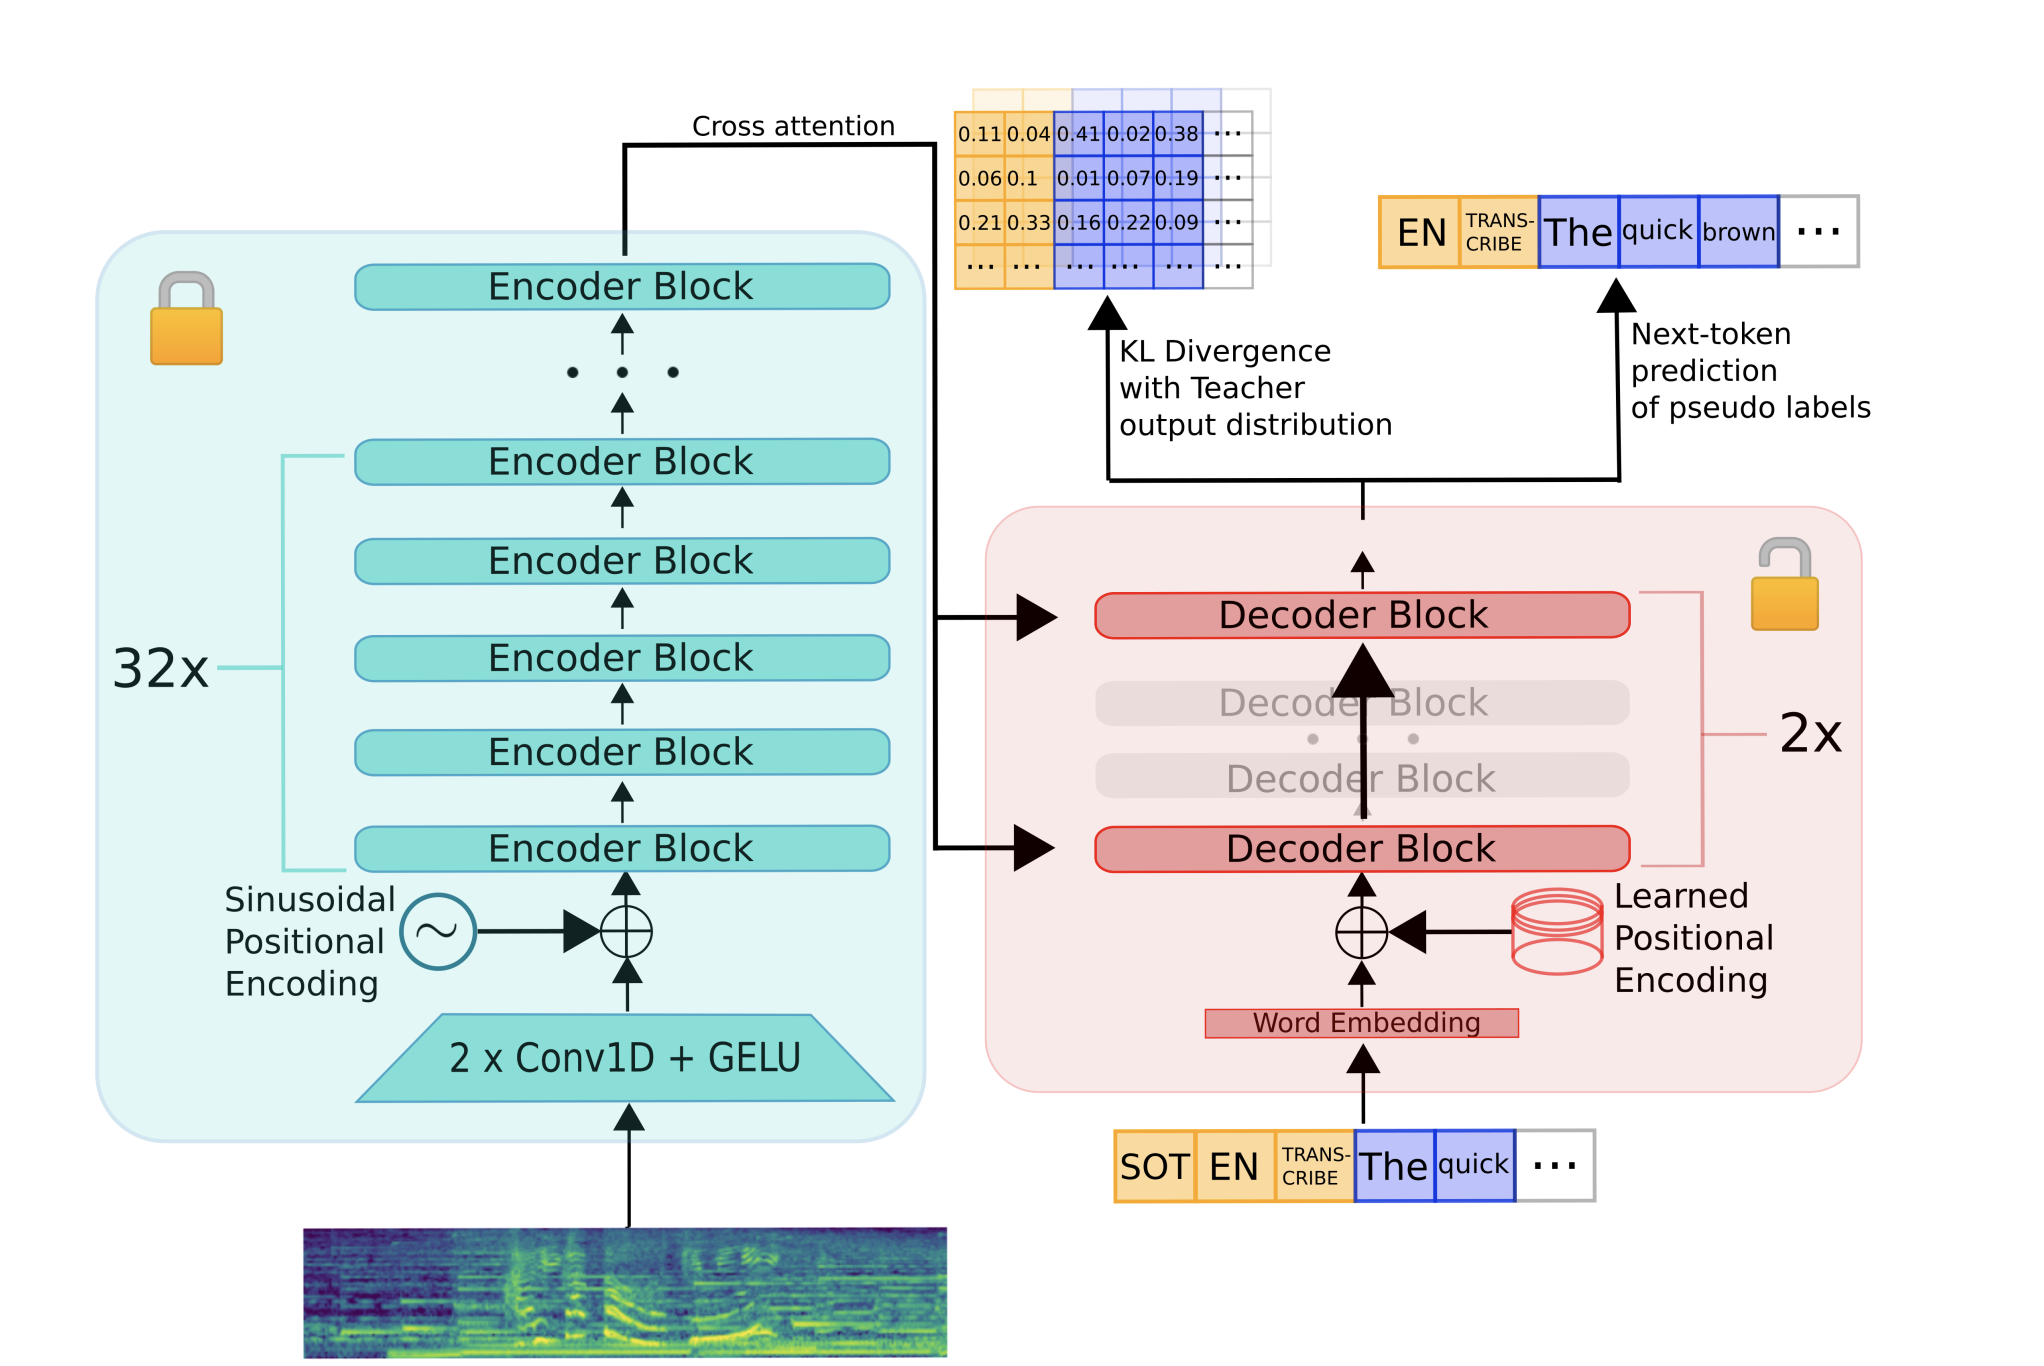 Cross attention
0.11 0.04 0.41 0.02 0.38 ...
0.06 0.1 0.01 0.07 0.19 ...
0.21 0.33 0.16 0.22 0.09 ...
... ... ... ... ... ...
EN TRANS-CRIBE The quick brown ...
KL Divergence
with Teacher
output distribution
Next-token
prediction
of pseudo labels
Encoder Block
Encoder Block
Encoder Block
Encoder Block
Encoder Block
Encoder Block
32x
Sinusoidal
Positional
Encoding
~
2 x Conv1D + GELU
Decoder Block
Decoder Block
Decoder Block
Decoder Block
2x
Learned
Positional
Encoding
Word Embedding
SOT EN TRANS-CRIBE The quick ...